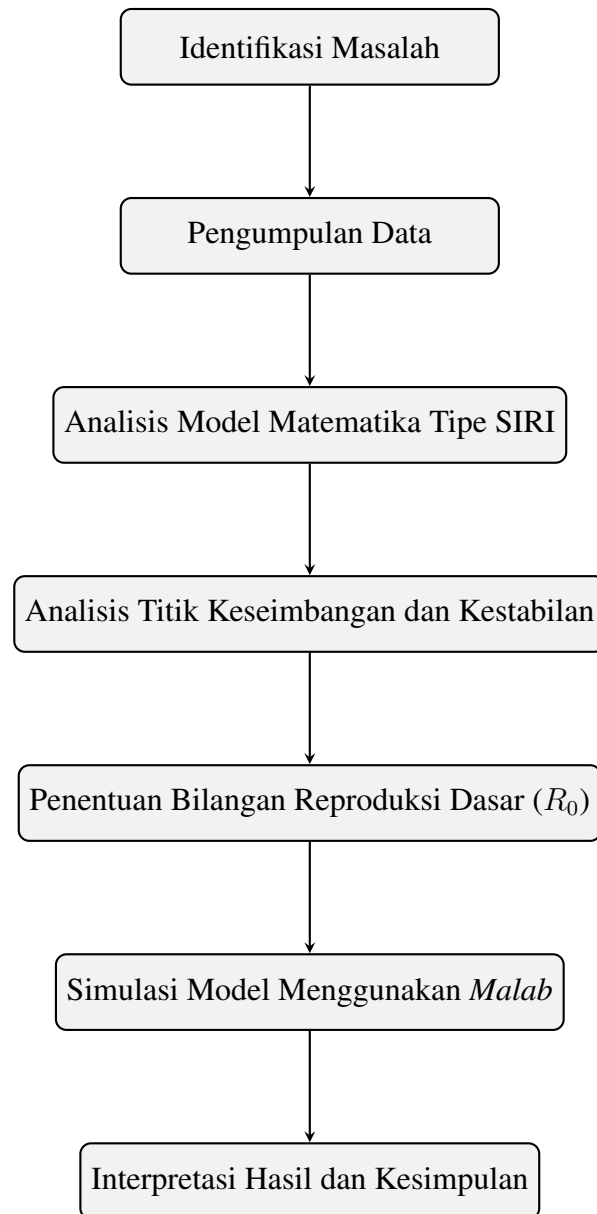 Identifikasi Masalah
Pengumpulan Data
Analisis Model Matematika Tipe SIRI
Analisis Titik Keseimbangan dan Kestabilan
Penentuan Bilangan Reproduksi Dasar (R₀)
Simulasi Model Menggunakan Malab
Interpretasi Hasil dan Kesimpulan